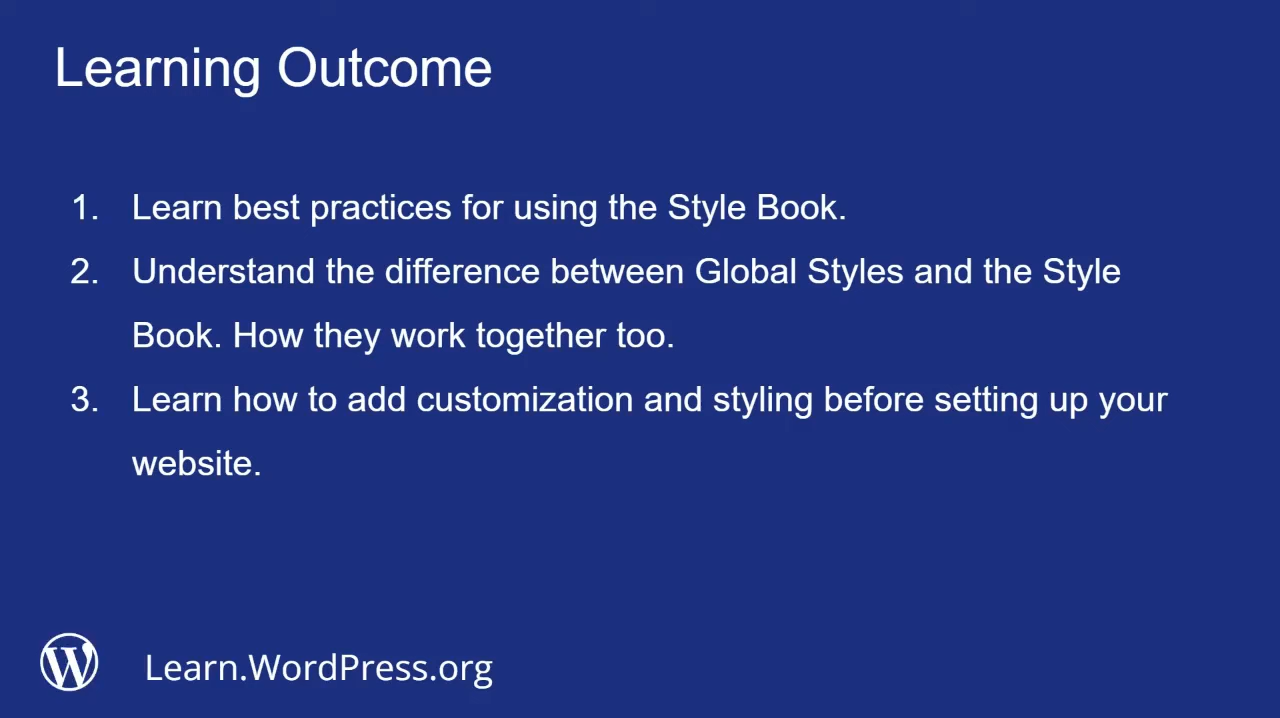 Learning Outcome
1. Learn best practices for using the Style Book.
2. Understand the difference between Global Styles and the Style
Book. How they work together too.
3. Learn how to add customization and styling before setting up your
website.
Learn.WordPress.org